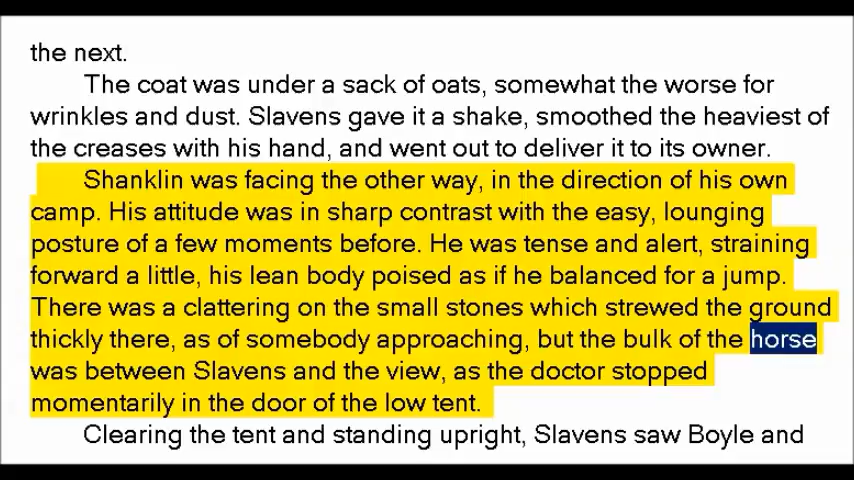 the next.
The coat was under a sack of oats, somewhat the worse for
wrinkles and dust. Slavens gave it a shake, smoothed the heaviest of
the creases with his hand, and went out to deliver it to its owner.
Shanklin was facing the other way, in the direction of his own
camp. His attitude was in sharp contrast with the easy, lounging
posture of a few moments before. He was tense and alert, straining
forward a little, his lean body poised as if he balanced for a jump.
There was a clattering on the small stones which strewed the ground
thickly there, as of somebody approaching, but the bulk of the horse
was between Slavens and the view, as the doctor stopped
momentarily in the door of the low tent.
Clearing the tent and standing upright, Slavens saw Boyle and